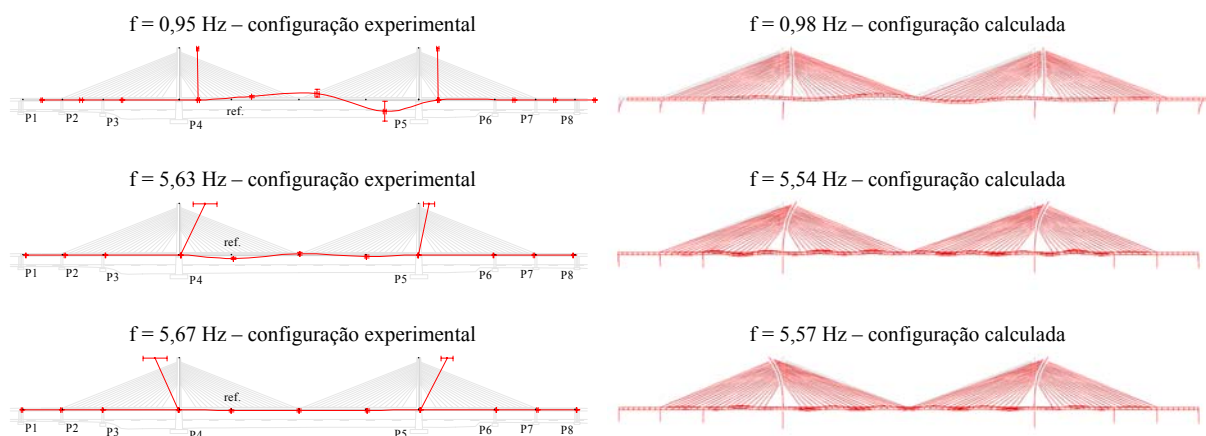 f = 0,95 Hz – configuração experimental
f = 0,98 Hz – configuração calculada
ref.
P1 P2 P3 P4 P5 P6 P7 P8
f = 5,63 Hz – configuração experimental
f = 5,54 Hz – configuração calculada
ref.
P1 P2 P3 P4 P5 P6 P7 P8
f = 5,67 Hz – configuração experimental
f = 5,57 Hz – configuração calculada
ref.
P1 P2 P3 P4 P5 P6 P7 P8